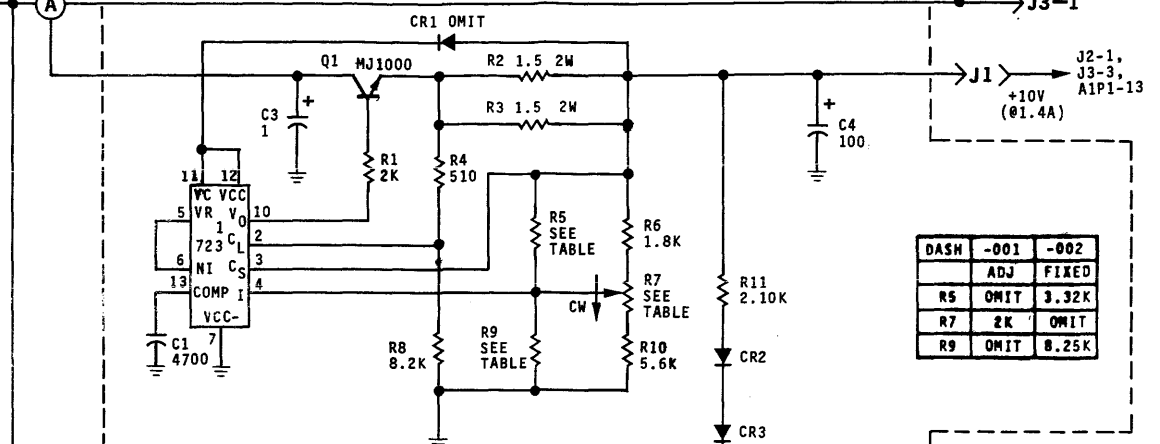 A
J3-1
CR1 OMIT
Q1
MJ1000
R2 1.5 2W
J1
J2-1,
J3-3,
A1P1-13
+10V
(@1.4A)
+
C3
1
R3 1.5 2W
+
C4
100
R1
2K
R4
510
11
12
VC VCC
5
VR
VO
10
1
723
CL
2
6
NI
CS
3
13
COMP
I
4
VCC-
7
C1
4700
R5
SEE
TABLE
R6
1.8K
R7
SEE
TABLE
CW
R8
8.2K
R9
SEE
TABLE
R10
5.6K
R11
2.10K
CR2
CR3
DASH -001 -002
ADJ FIXED
R5 OMIT 3.32K
R7 2K OMIT
R9 OMIT 8.25K